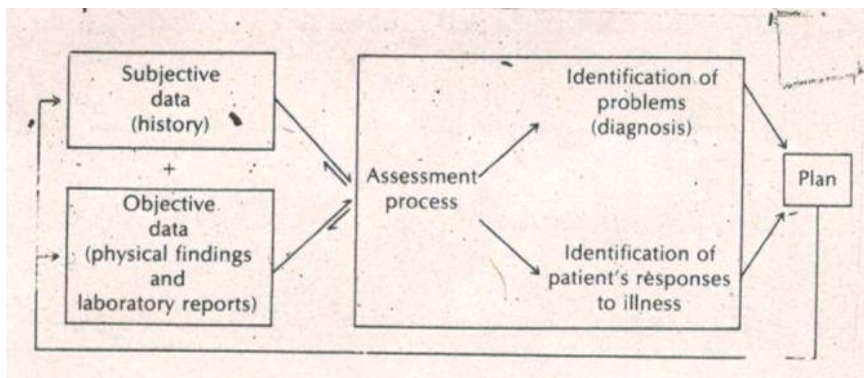 Subjective
data
(history)
+
Objective
data
(physical findings
and
laboratory reports)
Assessment
process
Identification of
problems
(diagnosis)
Identification of
patient's responses
to illness
Plan